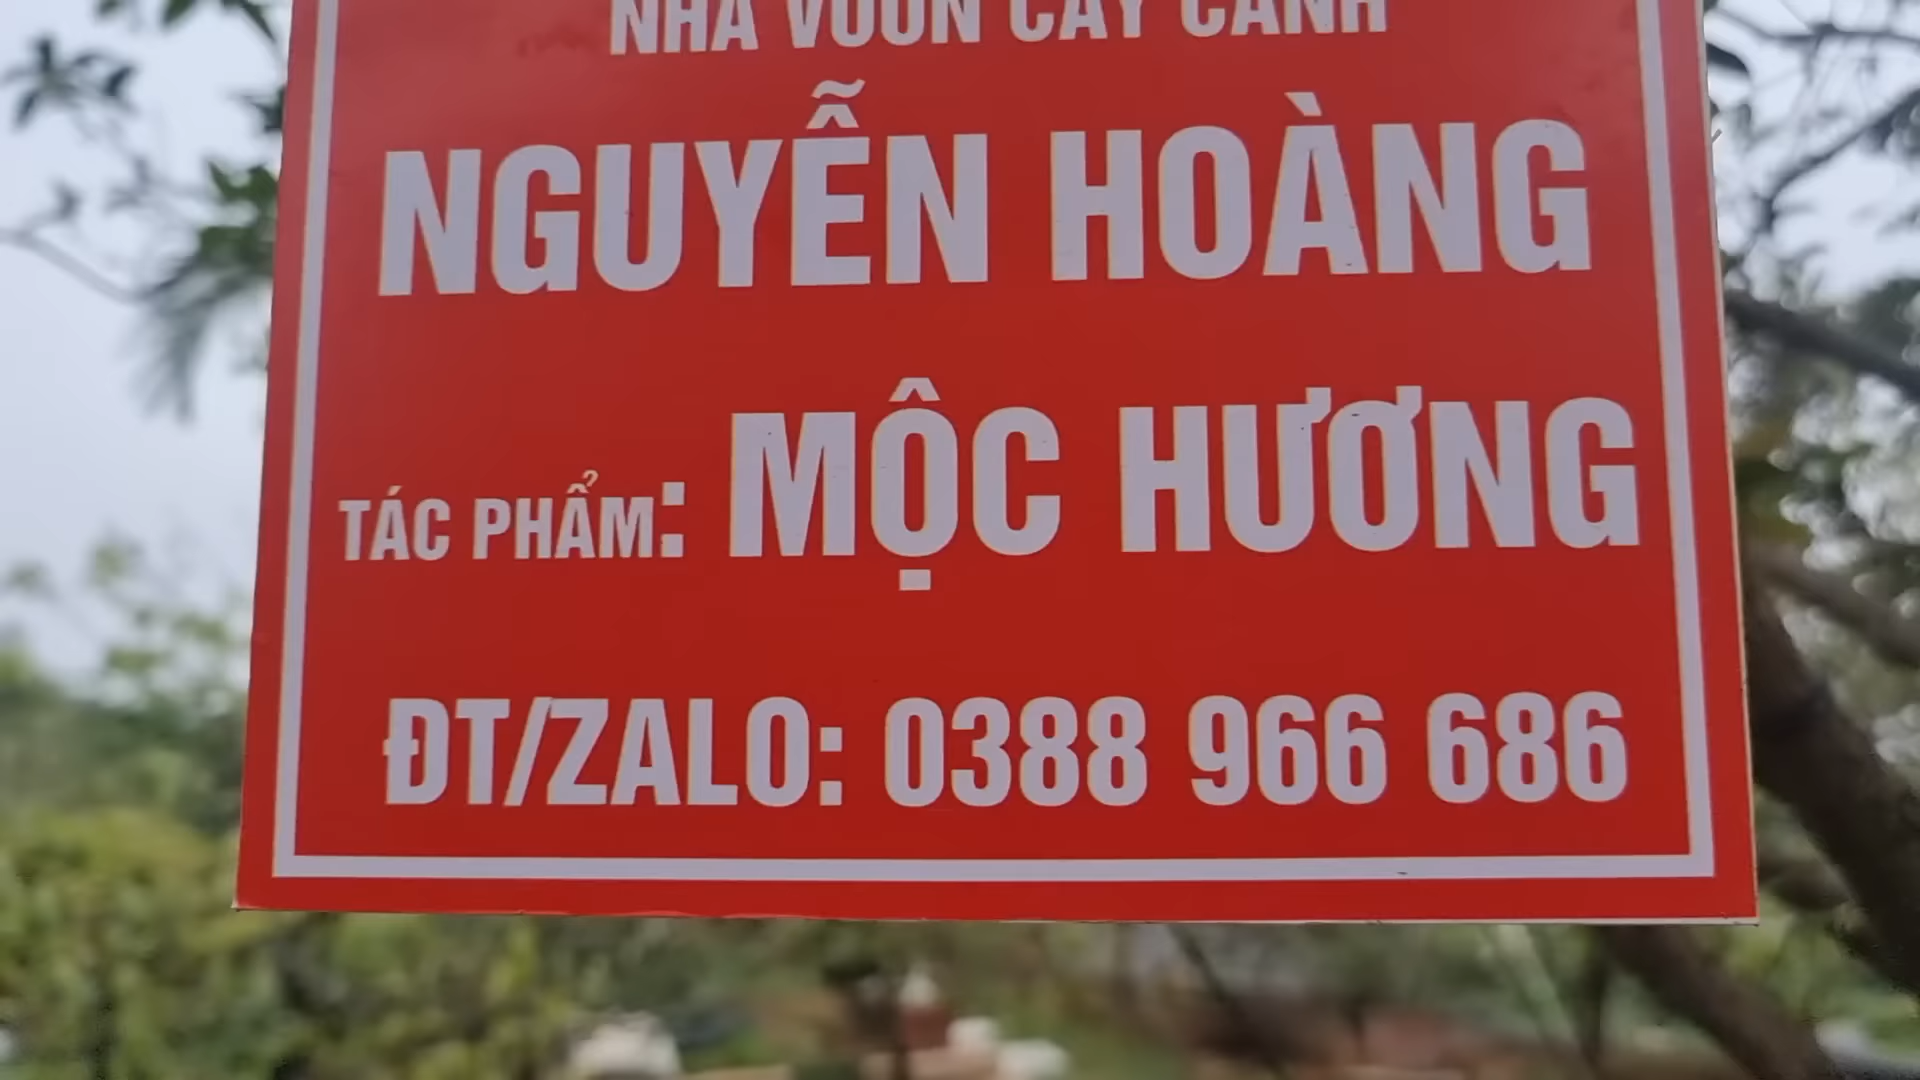 NHÀ VƯỜN CÂY CẢNH
NGUYỄN HOÀNG
TÁC PHẨM: MỘC HƯƠNG
ĐT/ZALO: 0388 966 686